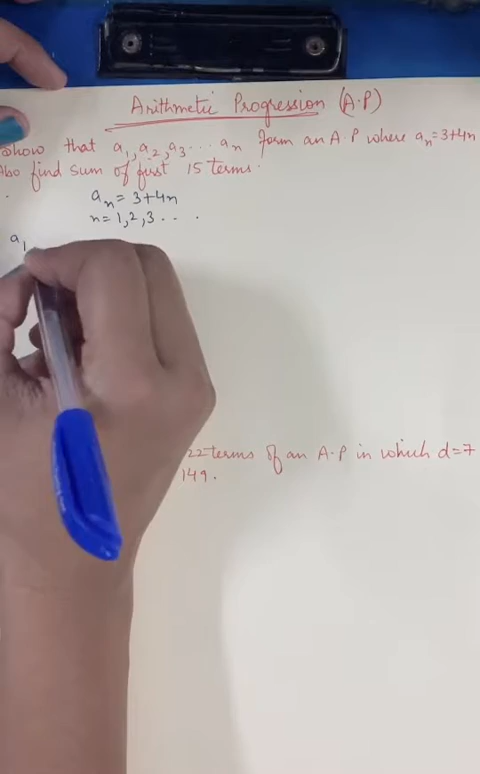 Arithmetic Progression (A.P)
Show that a₁, a₂, a₃ ... aₙ form an A.P where aₙ = 3+4n
Also find sum of first 15 terms.
aₙ = 3+4n
n = 1, 2, 3 ...
a₁
22 terms of an A.P in which d=7
149.